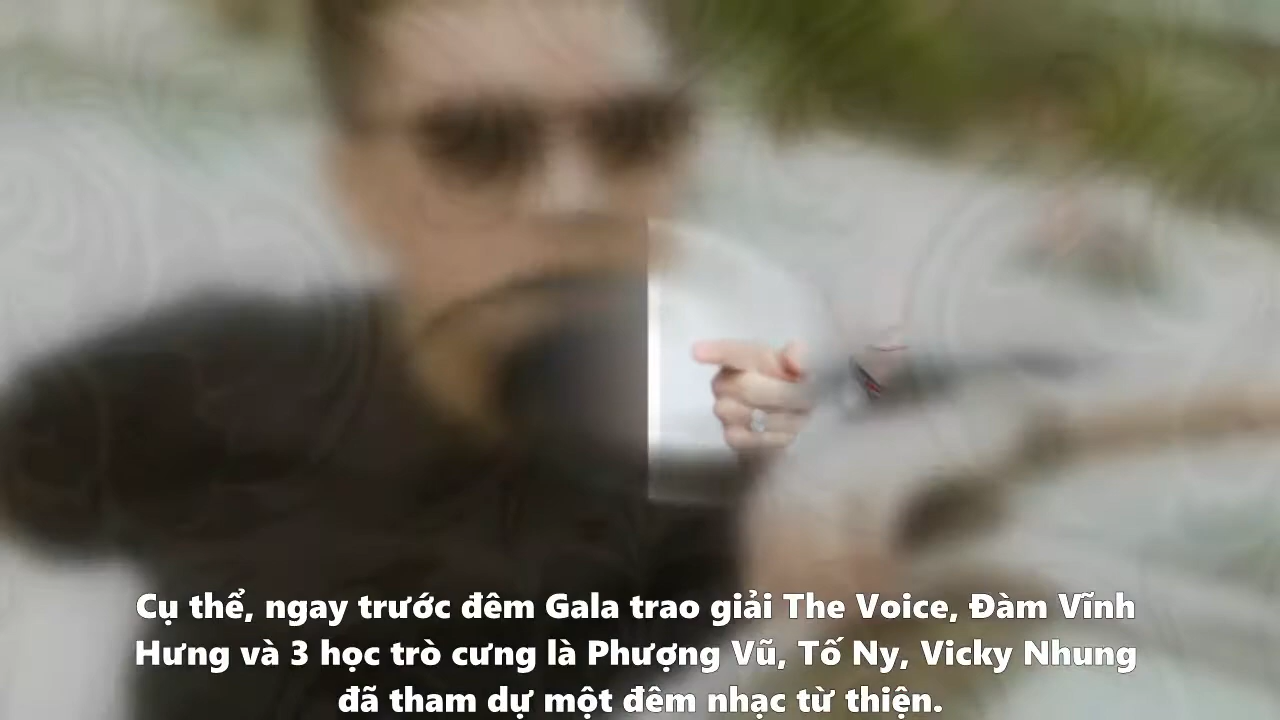 Cụ thể, ngay trước đêm Gala trao giải The Voice, Đàm Vĩnh
Hưng và 3 học trò cưng là Phượng Vũ, Tố Ny, Vicky Nhung
đã tham dự một đêm nhạc từ thiện.